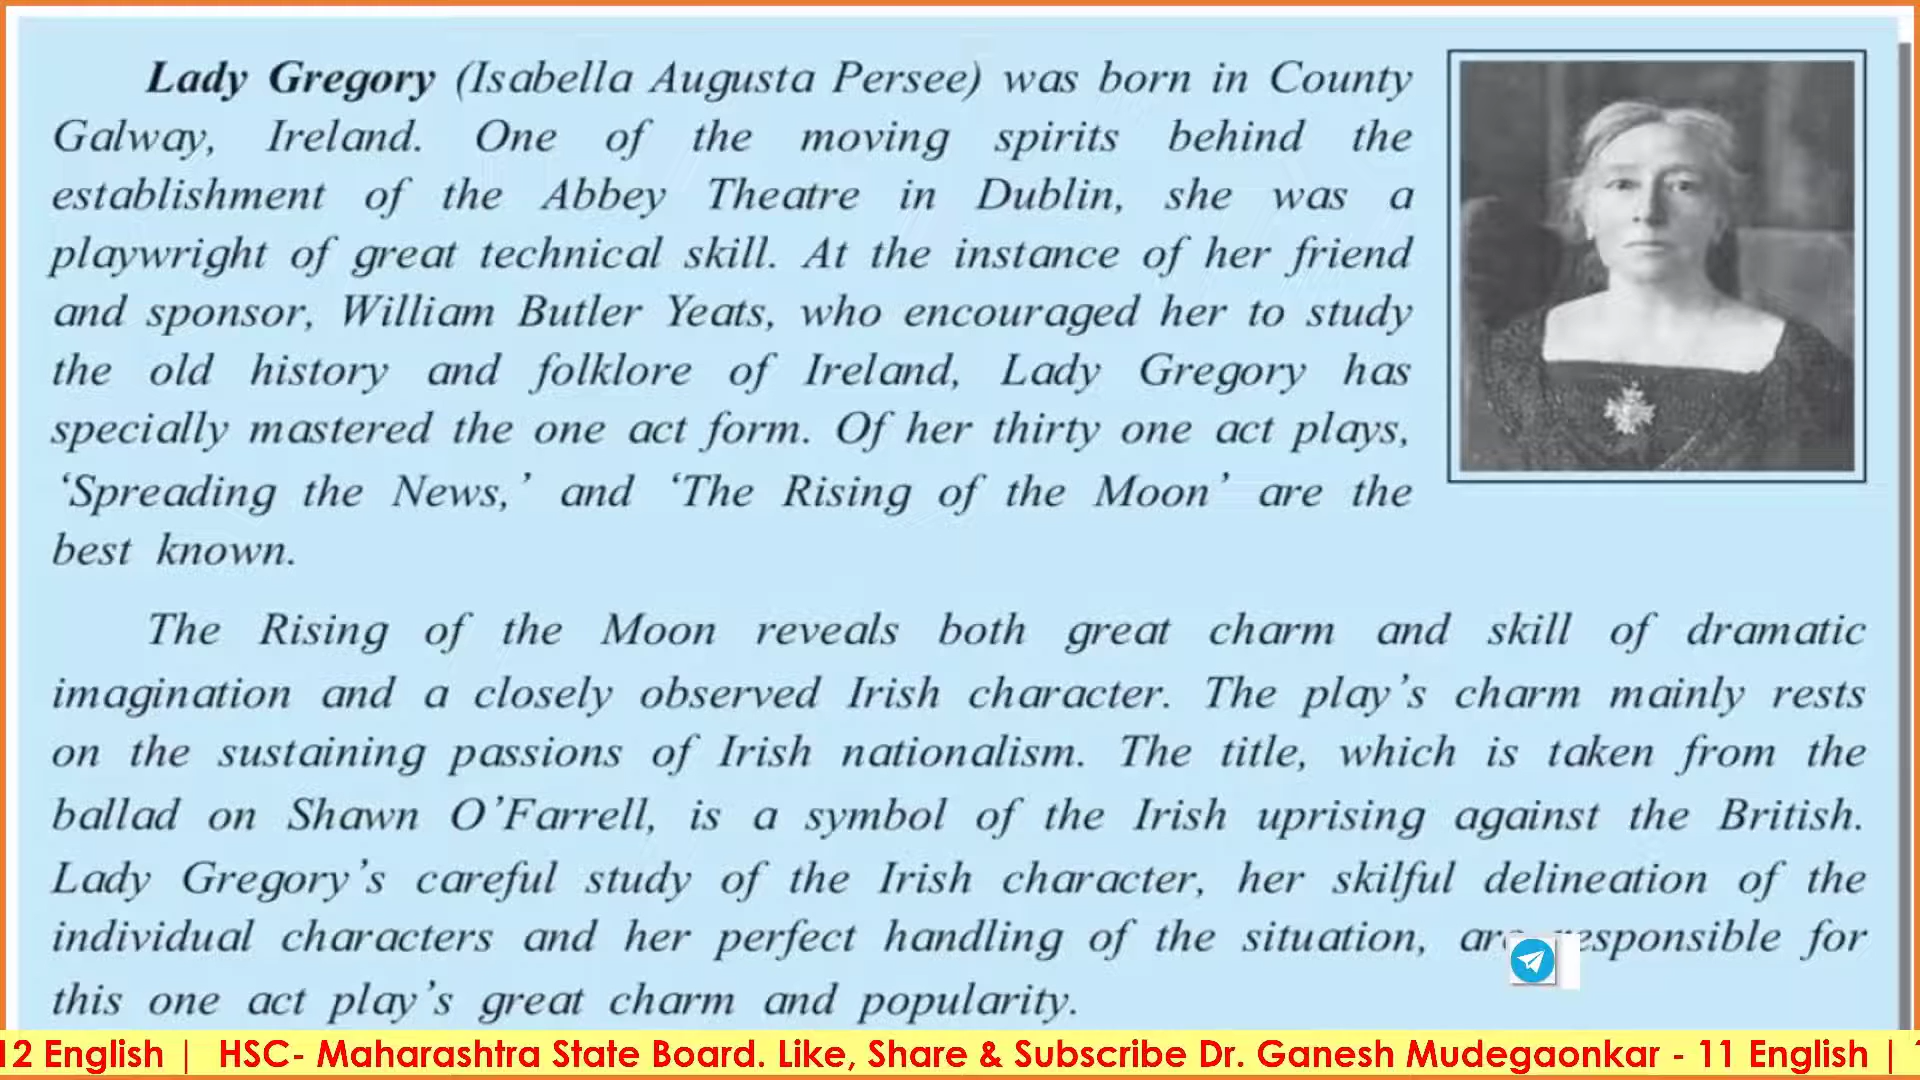 Lady Gregory (Isabella Augusta Persee) was born in County
Galway, Ireland. One of the moving spirits behind the
establishment of the Abbey Theatre in Dublin, she was a
playwright of great technical skill. At the instance of her friend
and sponsor, William Butler Yeats, who encouraged her to study
the old history and folklore of Ireland, Lady Gregory has
specially mastered the one act form. Of her thirty one act plays,
‘Spreading the News,’ and ‘The Rising of the Moon’ are the
best known.
The Rising of the Moon reveals both great charm and skill of dramatic
imagination and a closely observed Irish character. The play’s charm mainly rests
on the sustaining passions of Irish nationalism. The title, which is taken from the
ballad on Shawn O’Farrell, is a symbol of the Irish uprising against the British.
Lady Gregory’s careful study of the Irish character, her skilful delineation of the
individual characters and her perfect handling of the situation, are responsible for
this one act play’s great charm and popularity.
12 English | HSC- Maharashtra State Board. Like, Share & Subscribe Dr. Ganesh Mudegaonkar - 11 English |